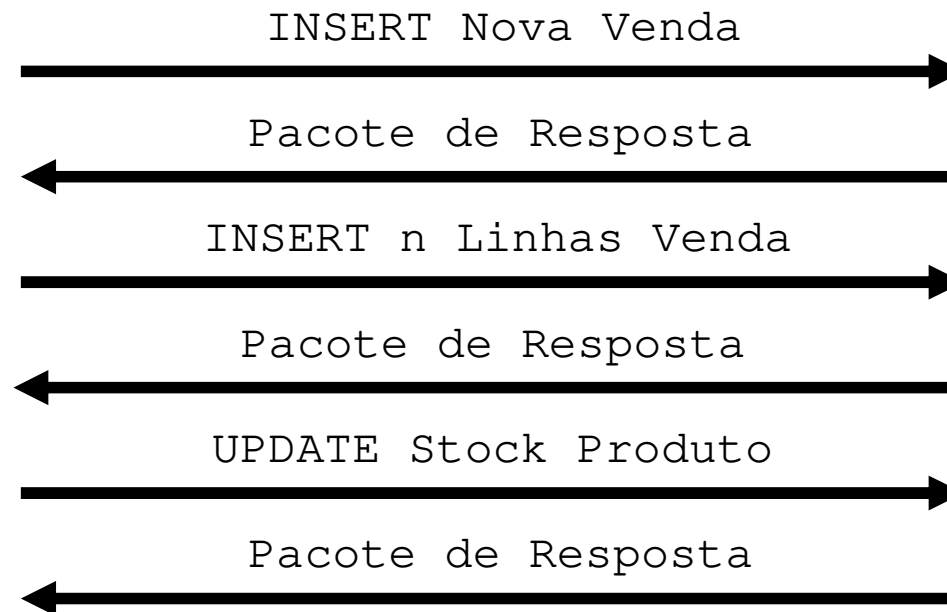 INSERT Nova Venda
Pacote de Resposta
INSERT n Linhas Venda
Pacote de Resposta
UPDATE Stock Produto
Pacote de Resposta